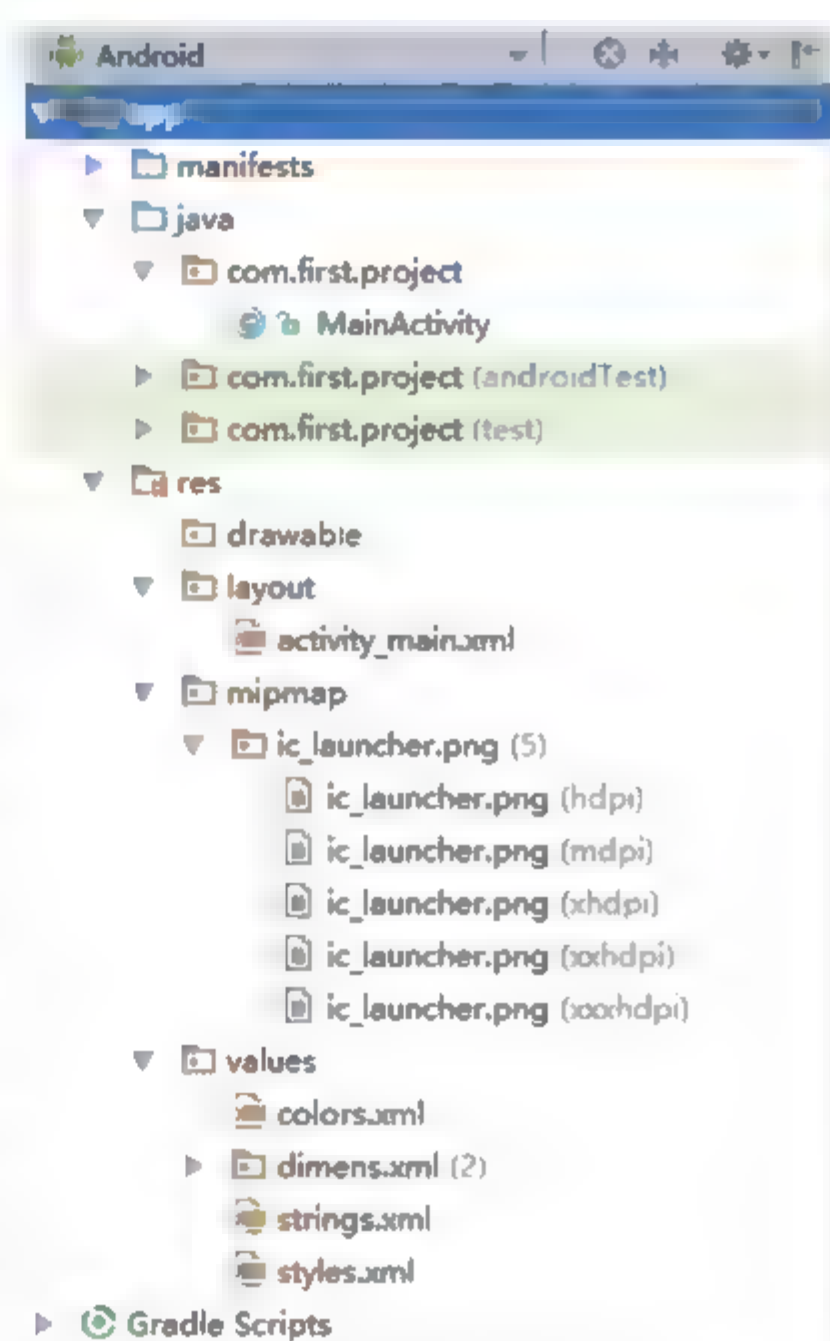 Android
manifests
java
com.first.project
MainActivity
com.first.project (androidTest)
com.first.project (test)
res
drawable
layout
activity_main.xml
mipmap
ic_launcher.png (5)
ic_launcher.png (hdpi)
ic_launcher.png (mdpi)
ic_launcher.png (xhdpi)
ic_launcher.png (xxhdpi)
ic_launcher.png (xxxhdpi)
values
colors.xml
dimens.xml (2)
strings.xml
styles.xml
Gradle Scripts